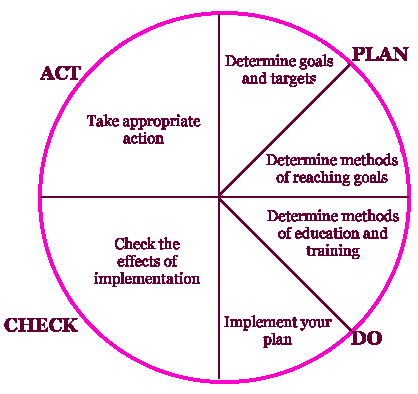 PLAN
Determine goals
and targets
Determine methods
of reaching goals
DO
Determine methods
of education and
training
Implement your
plan
CHECK
Check the
effects of
implementation
ACT
Take appropriate
action